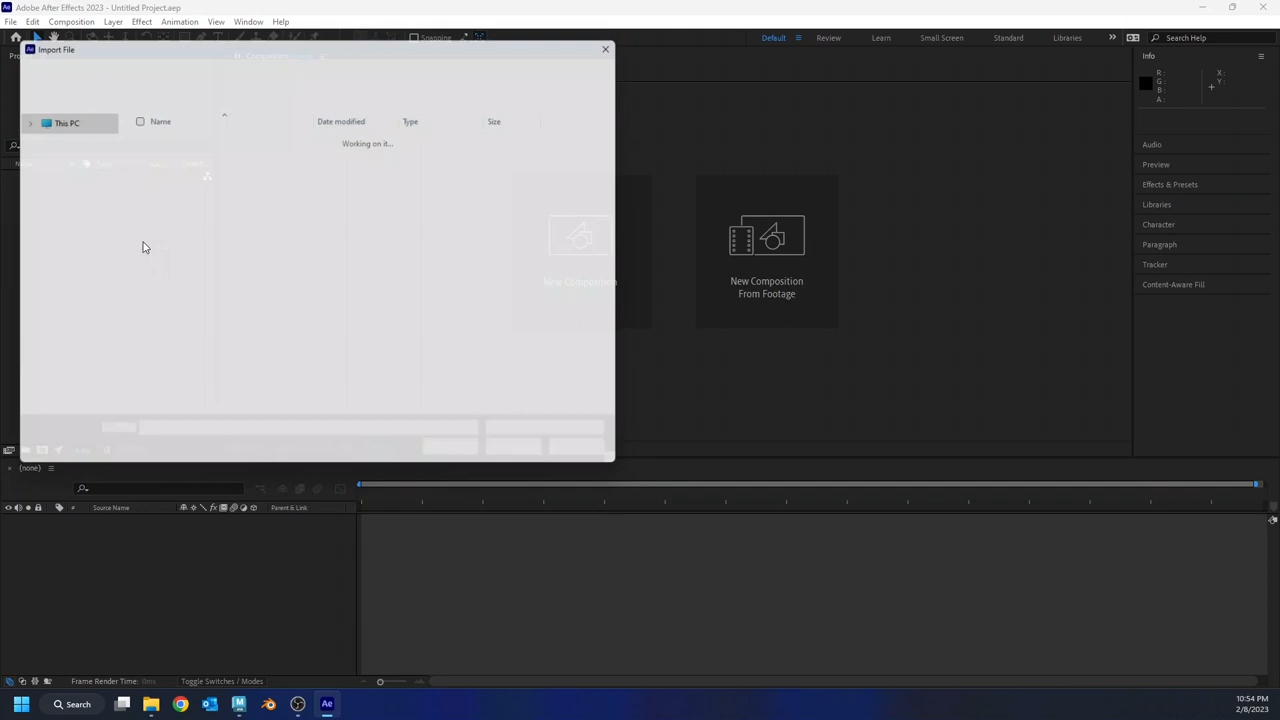 Adobe After Effects 2023 - Untitled Project.aep
File Edit Composition Layer Effect Animation View Window Help
Snapping
Default Review Learn Small Screen Standard Libraries Search Help
Import File
Info
R:
G:
B:
A:
X:
Y:
This PC
Name Date modified Type Size
Working on it...
Audio
Preview
Effects & Presets
Libraries
Character
Paragraph
Tracker
Content-Aware Fill
New Composition
New Composition
From Footage
(none)
# Source Name Parent & Link
Frame Render Time: 0ms Toggle Switches / Modes
Search
10:54 PM
2/8/2023